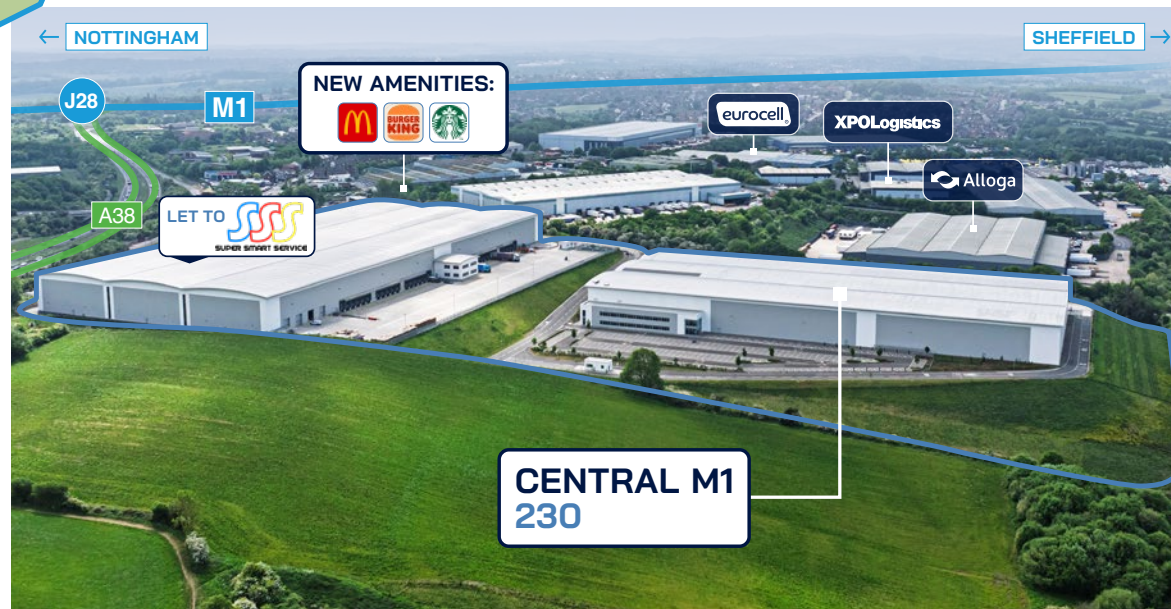 NOTTINGHAM
SHEFFIELD
J28
M1
NEW AMENITIES:
BURGER
KING
eurocell
XPOLogistics
Alloga
A38
LET TO
SSS
SUPER SMART SERVICE
CENTRAL M1
230